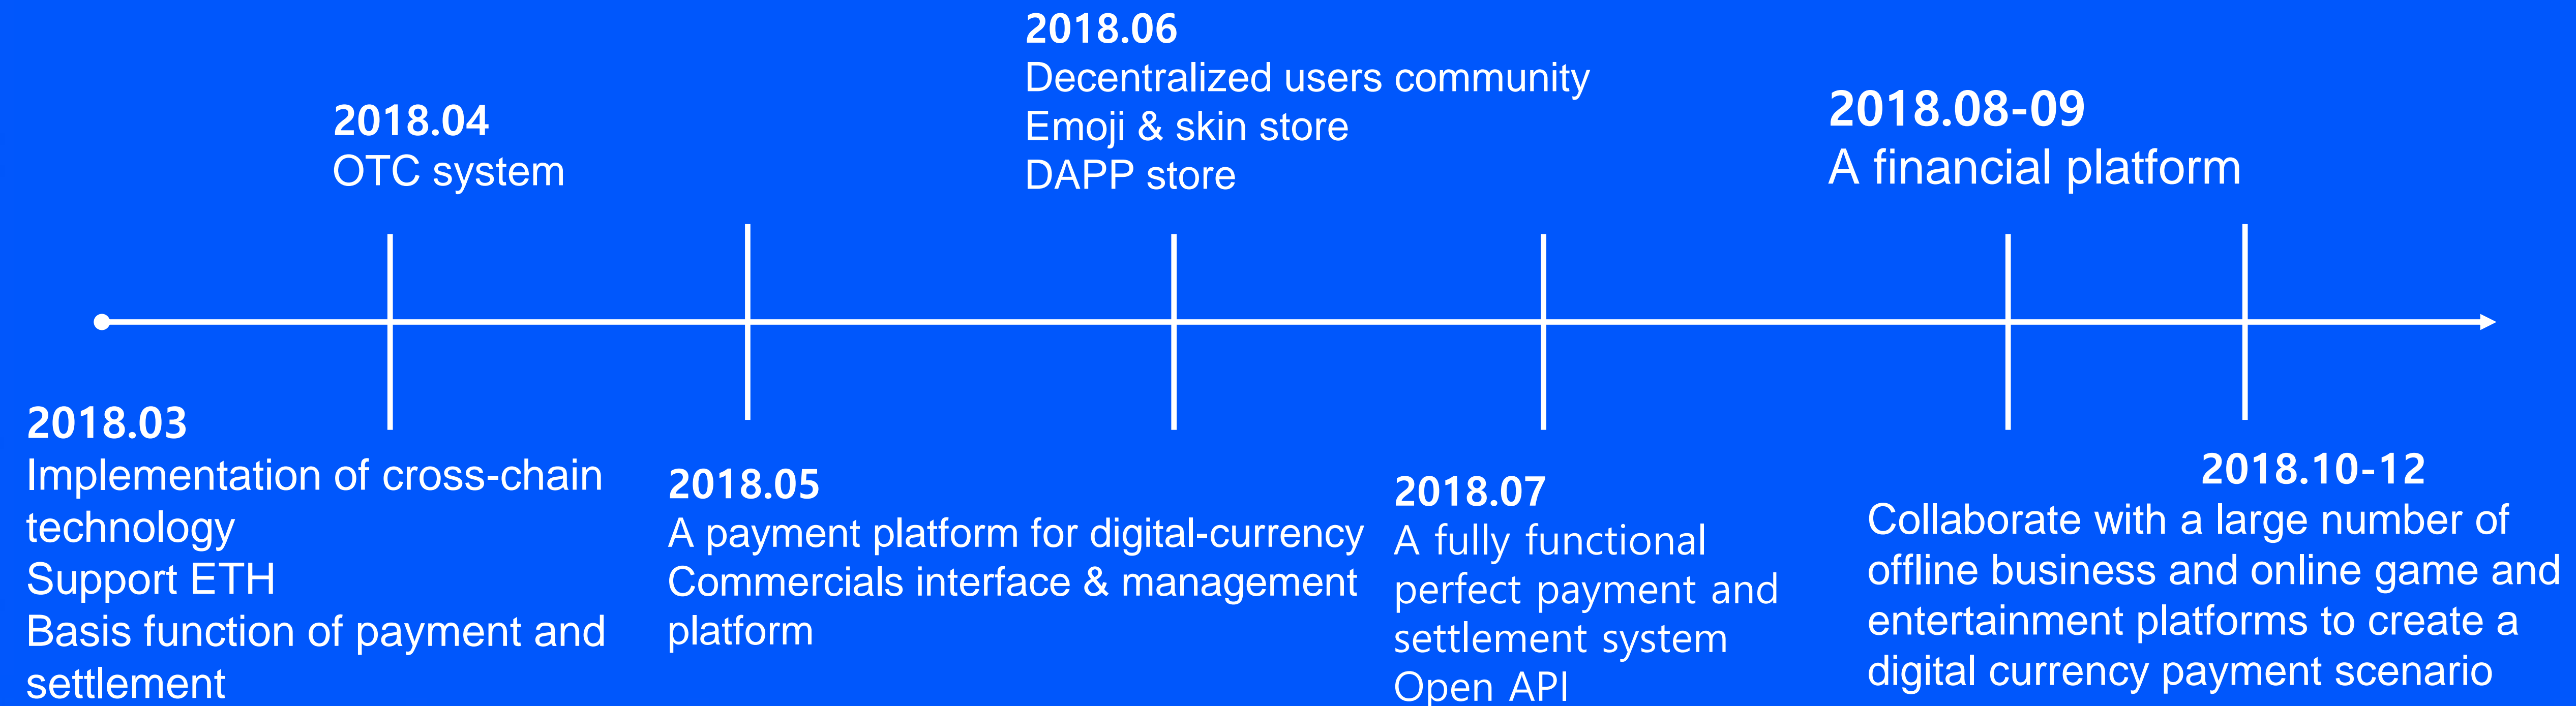 2018.03
Implementation of cross-chain
technology
Support ETH
Basis function of payment and
settlement
2018.04
OTC system
2018.05
A payment platform for digital-currency
Commercials interface & management
platform
2018.06
Decentralized users community
Emoji & skin store
DAPP store
2018.07
A fully functional
perfect payment and
settlement system
Open API
2018.08-09
A financial platform
2018.10-12
Collaborate with a large number of
offline business and online game and
entertainment platforms to create a
digital currency payment scenario